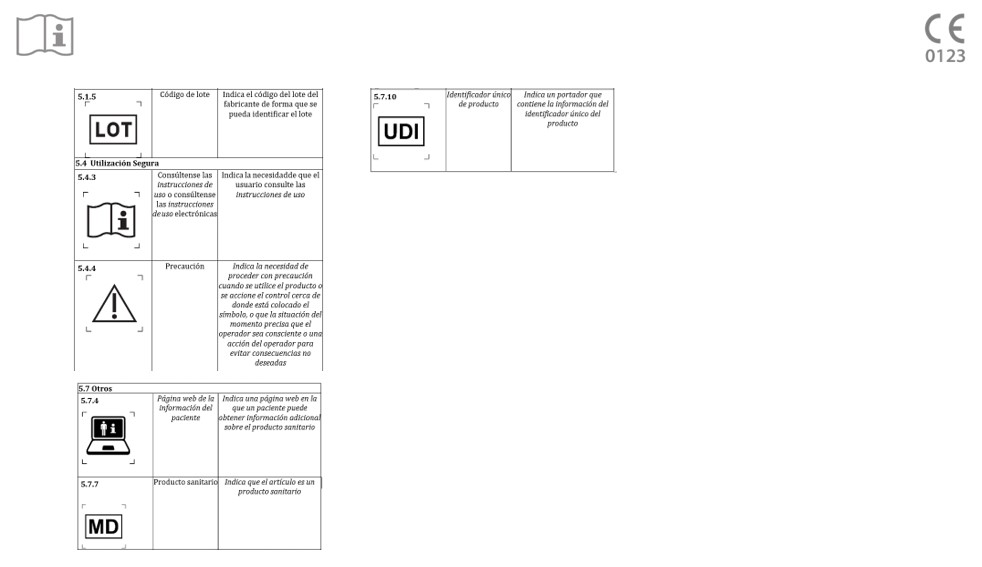 CE
0123
5.1.5
LOT
Código de lote
Indica el código del lote del
fabricante de forma que se
pueda identificar el lote
5.4 Utilización Segura
5.4.3
i
Consúltense las
instrucciones de
uso o consúltense
las instrucciones
de uso electrónicas
Indica la necesidadde que el
usuario consulte las
instrucciones de uso
5.4.4
!
Precaución
Indica la necesidad de
proceder con precaución
cuando se utilice el producto o
se accione el control cerca de
donde está colocado el
símbolo, o que la situación del
momento precisa que el
operador sea consciente o una
acción del operador para
evitar consecuencias no
deseadas
5.7 Otros
5.7.4
i
Página web de la
información del
paciente
Indica una página web en la
que un paciente puede
obtener información adicional
sobre el producto sanitario
5.7.7
MD
Producto sanitario
Indica que el artículo es un
producto sanitario
5.7.10
UDI
Identificador único
de producto
Indica un portador que
contiene la información del
identificador único del
producto